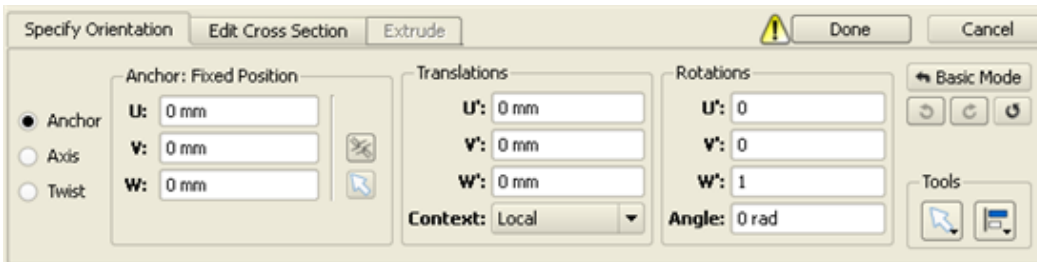 Specify Orientation Edit Cross Section Extrude Done Cancel
Anchor: Fixed Position Translations Rotations Basic Mode
Anchor U: 0 mm U': 0 mm U': 0
Axis V: 0 mm V': 0 mm V': 0
Twist W: 0 mm W': 0 mm W': 1 Tools
Context: Local Angle: 0 rad